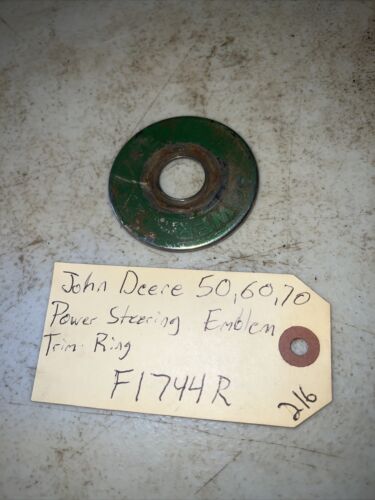 John Deere 50,60,70
Power Steering Emblem
Trim Ring
F1744R
216